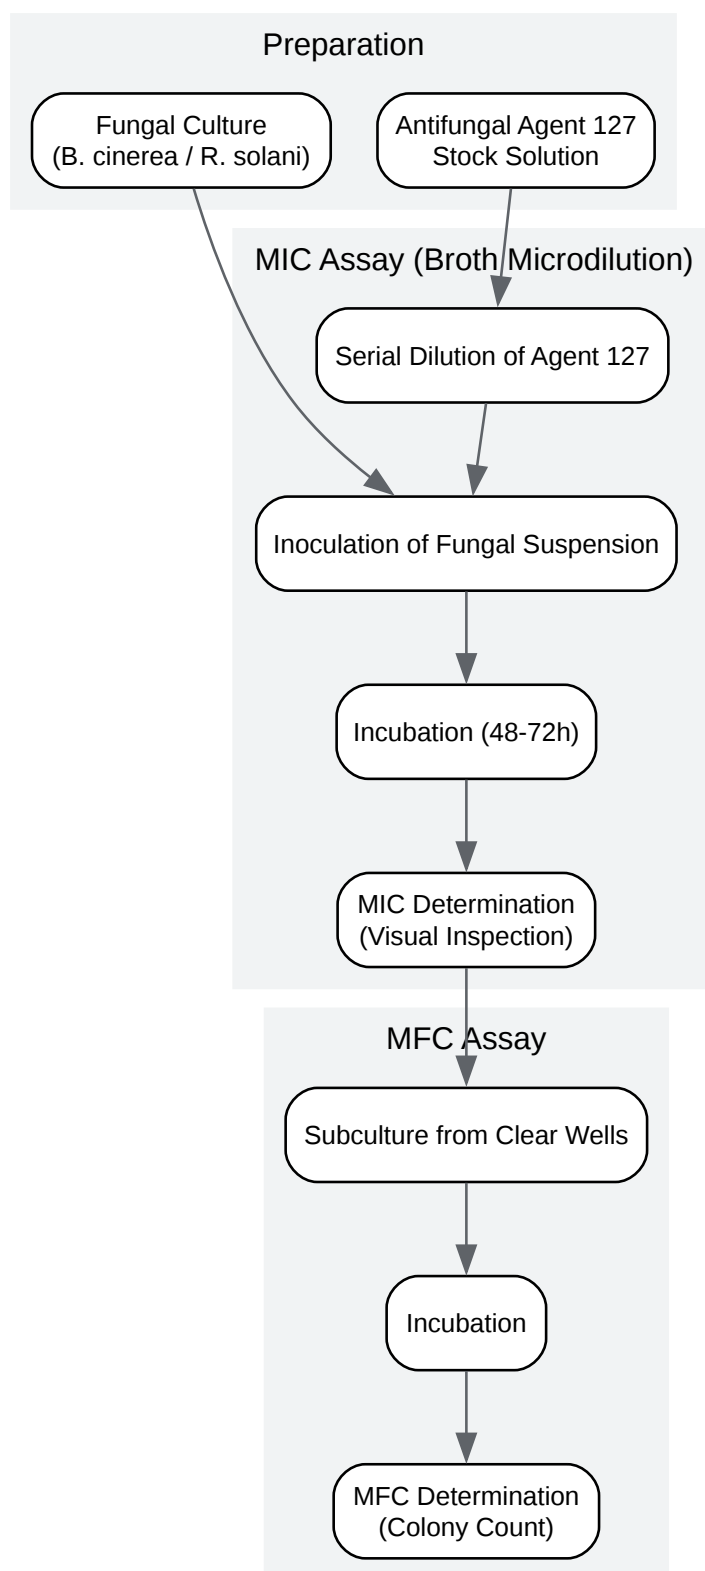 Preparation
Fungal Culture
(B. cinerea / R. solani)
Antifungal Agent 127
Stock Solution
MIC Assay (Broth Microdilution)
Serial Dilution of Agent 127
Inoculation of Fungal Suspension
Incubation (48-72h)
MIC Determination
(Visual Inspection)
MFC Assay
Subculture from Clear Wells
Incubation
MFC Determination
(Colony Count)